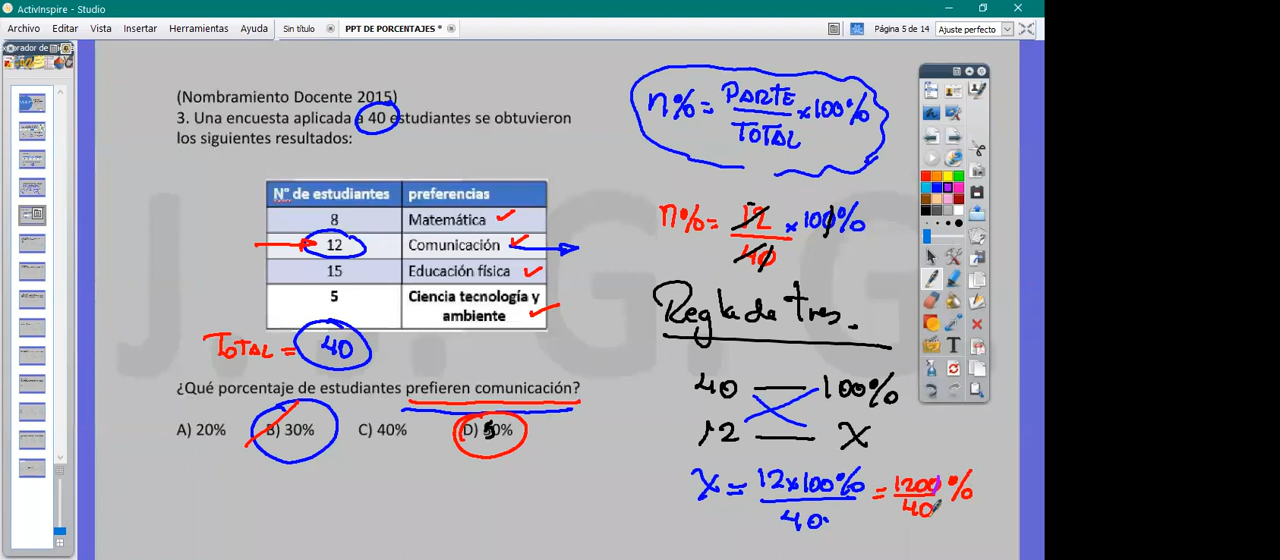 ActivInspire - Studio
Archivo Editar Vista Insertar Herramientas Ayuda
Sin título
PPT DE PORCENTAJES *
Página 5 de 14
Ajuste perfecto
(Nombramiento Docente 2015)
3. Una encuesta aplicada a 40 estudiantes se obtuvieron
los siguientes resultados:
N° de estudiantes preferencias
8 Matemática
12 Comunicación
15 Educación física
5 Ciencia tecnología y
ambiente
TOTAL = 40
¿Qué porcentaje de estudiantes prefieren comunicación?
A) 20% B) 30% C) 40% D) 50%
n% = PARTE/TOTAL x 100%
n% = 12/40 x 100%
Regla de tres.
40 — 100%
12 — X
X = 12x100%/40 = 1200/40 %